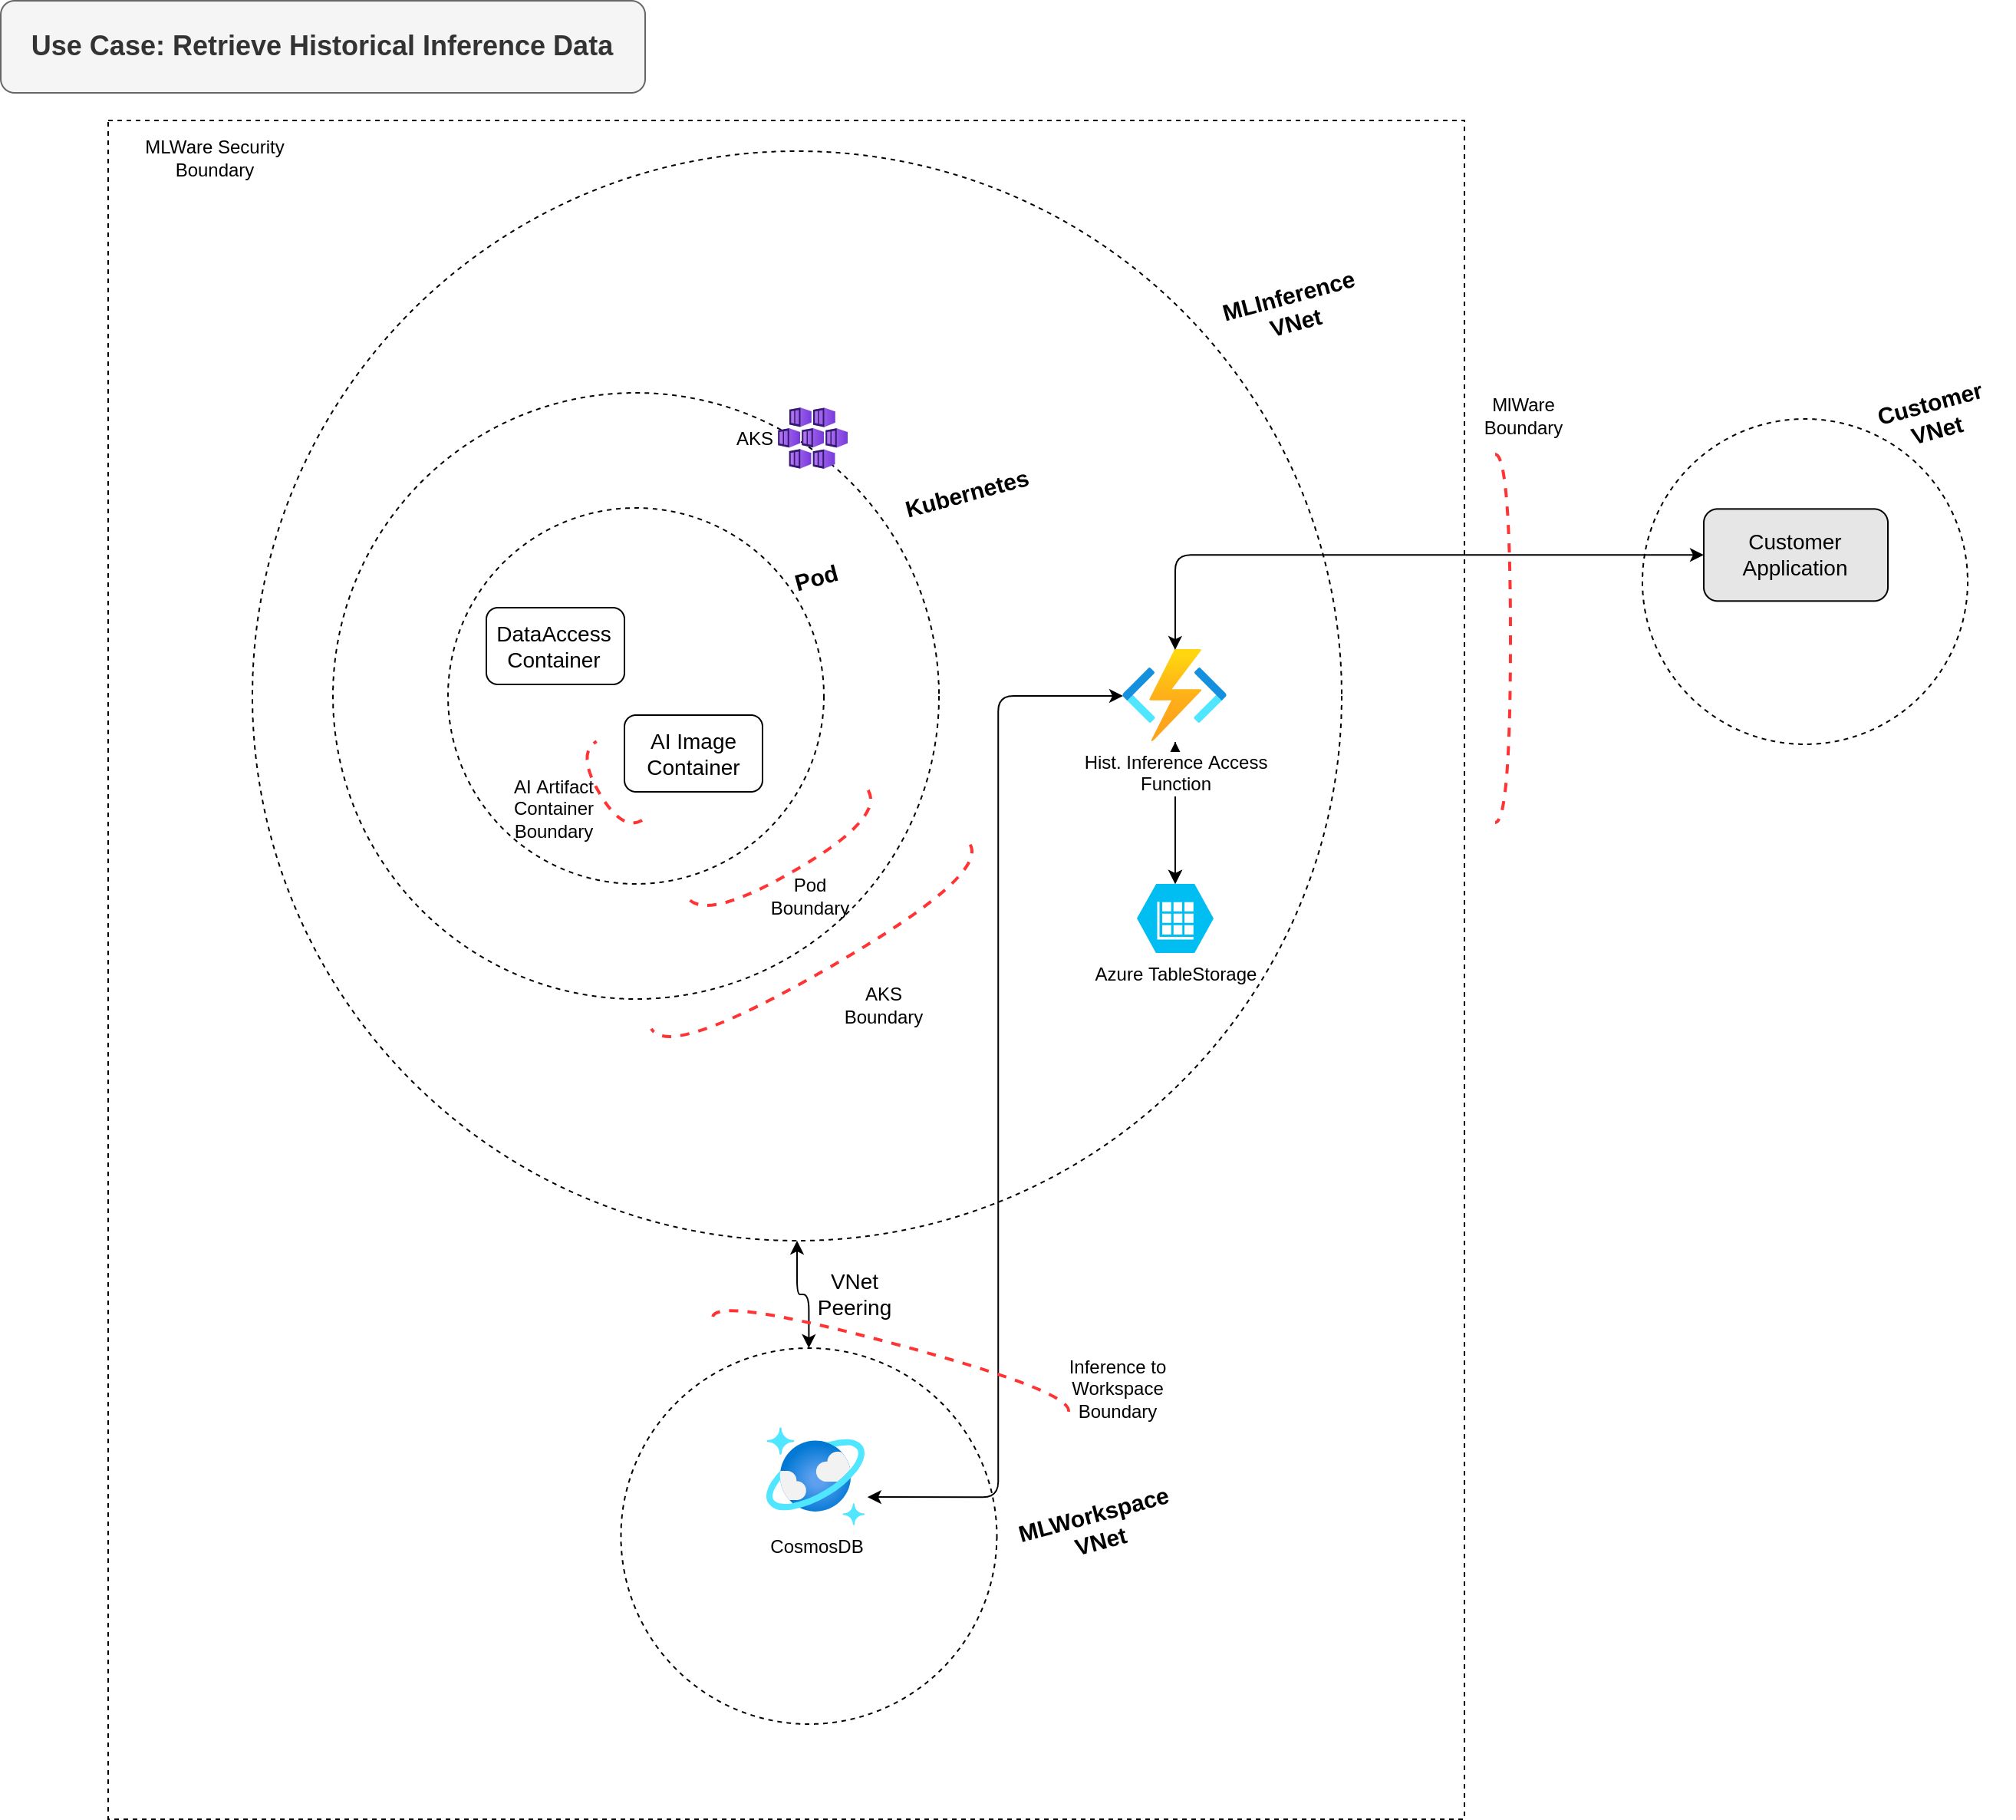 Use Case: Retrieve Historical Inference Data
MLWare Security
Boundary
MLInference
VNet
Customer
VNet
MlWare
Boundary
AKS
Kubernetes
Customer
Application
Pod
DataAccess
Container
AI Image
Container
AI Artifact
Container
Boundary
Hist. Inference Access
Function
Pod
Boundary
Azure TableStorage
AKS
Boundary
VNet
Peering
Inference to
Workspace
Boundary
MLWorkspace
VNet
CosmosDB